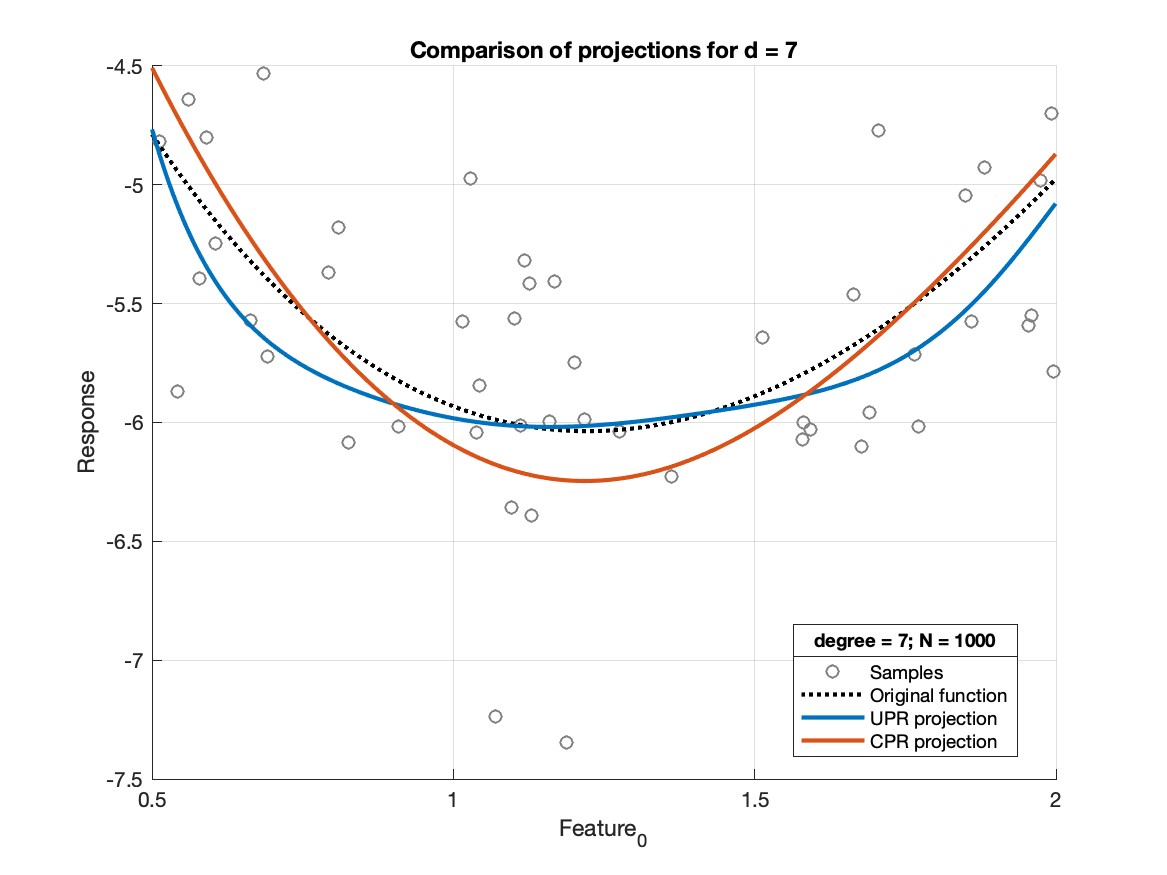 Comparison of projections for d = 7
-4.5
-5
-5.5
-6
-6.5
-7
-7.5
Response
0.5
1
1.5
2
Feature0
degree = 7; N = 1000
Samples
Original function
UPR projection
CPR projection